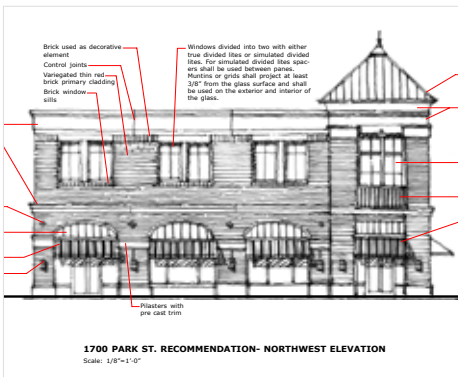 Brick used as decorative
element
Control joints
Variegated thin red
brick primary cladding
Brick window
sills
Windows divided into two with either
true divided lites or simulated divided
lites. For simulated divided lites spac-
ers shall be used between panes.
Muntins or grids shall project at least
3/8" from the glass surface and shall
be used on the exterior and interior of
the glass.
Pilasters with
pre cast trim
1700 PARK ST. RECOMMENDATION- NORTHWEST ELEVATION
Scale: 1/8"=1'-0"